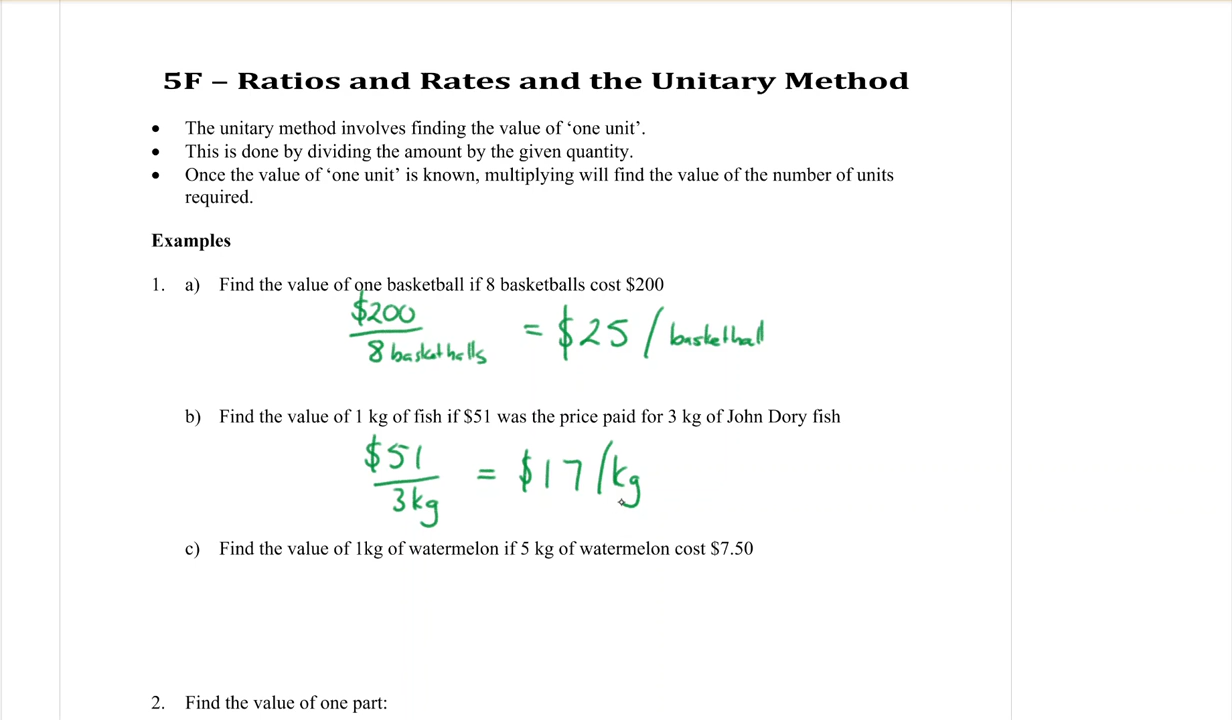 5F – Ratios and Rates and the Unitary Method
• The unitary method involves finding the value of ‘one unit’.
• This is done by dividing the amount by the given quantity.
• Once the value of ‘one unit’ is known, multiplying will find the value of the number of units
required.
Examples
1. a) Find the value of one basketball if 8 basketballs cost $200
$200
8 basketballs
= $25 / basketball
b) Find the value of 1 kg of fish if $51 was the price paid for 3 kg of John Dory fish
$51
3kg
= $17 /kg
c) Find the value of 1kg of watermelon if 5 kg of watermelon cost $7.50
2. Find the value of one part: